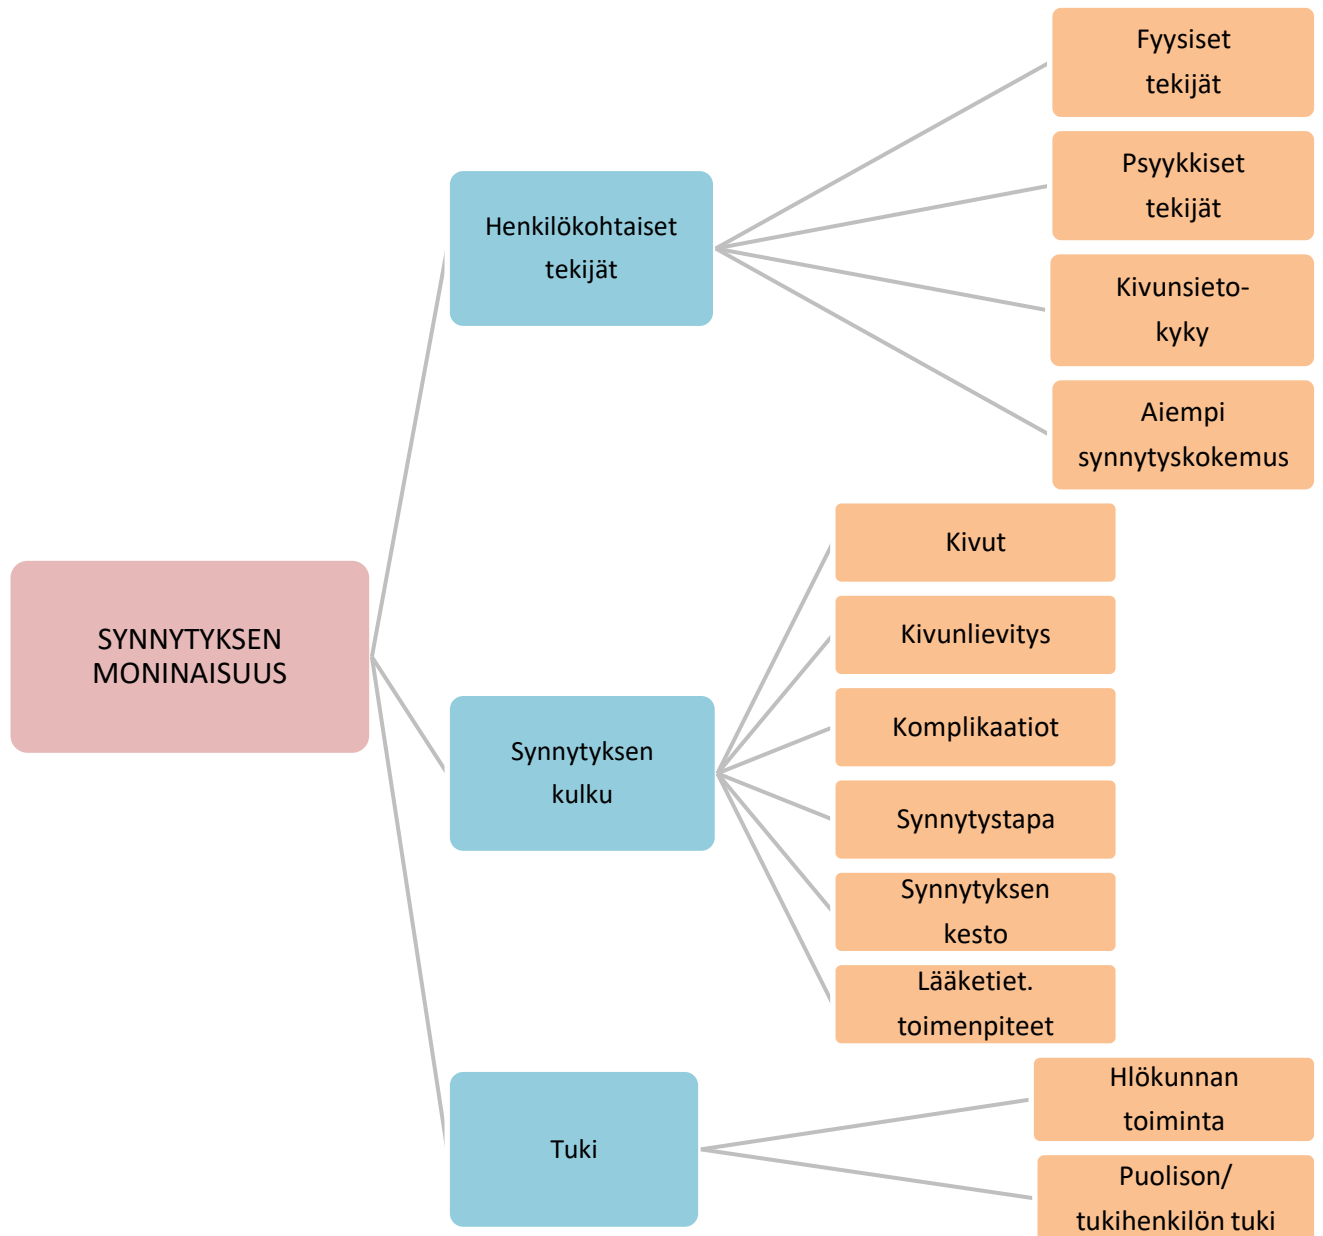 SYNNYTYKSEN
MONINAISUUS
Henkilökohtaiset
tekijät
Fyysiset
tekijät
Psyykkiset
tekijät
Kivunsieto-
kyky
Aiempi
synnytyskokemus
Synnytyksen
kulku
Kivut
Kivunlievitys
Komplikaatiot
Synnytystapa
Synnytyksen
kesto
Lääketiet.
toimenpiteet
Tuki
Hlökunnan
toiminta
Puolison/
tukihenkilön tuki